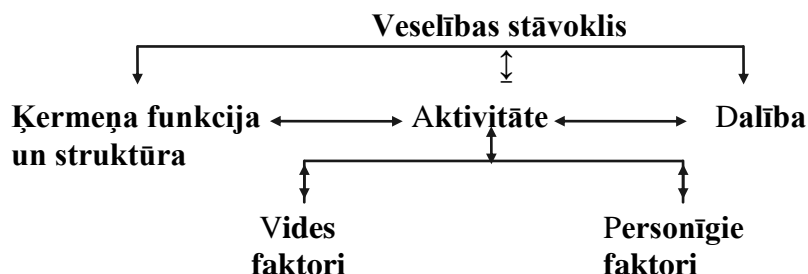 Veselības stāvoklis
Ķermeņa funkcija
un struktūra
Aktivitāte
Dalība
Vides
faktori
Personīgie
faktori